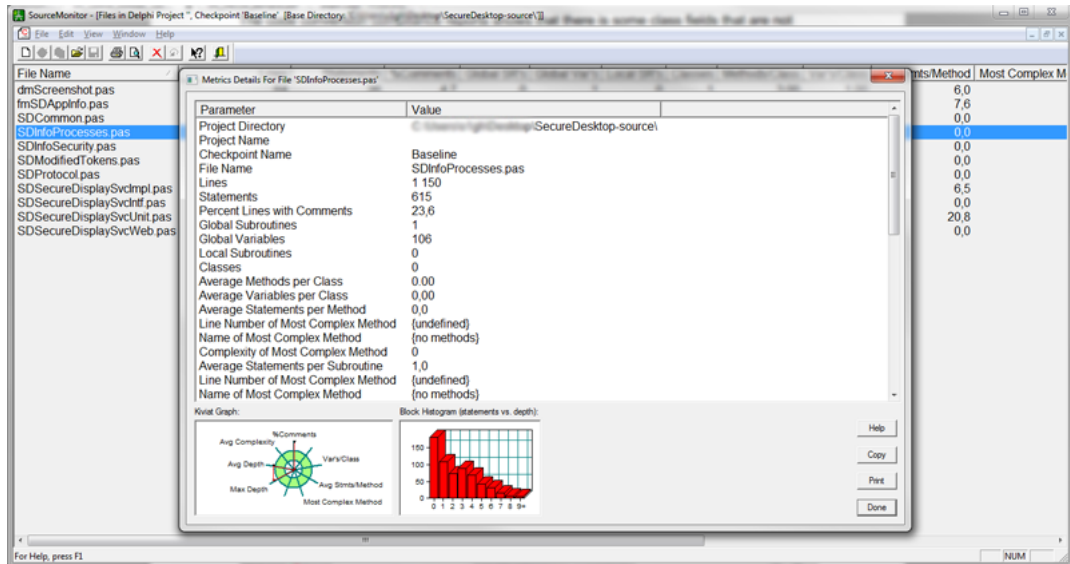 SourceMonitor - [Files in Delphi Project '', Checkpoint 'Baseline' [Base Directory: \SecureDesktop-source\']]
File Edit View Window Help
File Name
nts/Method Most Complex M
dmScreenshot.pas 6,0
fmSDAppInfo.pas 7,6
SDCommon.pas 0,0
SDInfoProcesses.pas 0,0
SDInfoSecurity.pas 0,0
SDModifiedTokens.pas 0,0
SDProtocol.pas 0,0
SDSecureDisplaySvcImpl.pas 6,5
SDSecureDisplaySvcIntf.pas 0,0
SDSecureDisplaySvcUnit.pas 20,8
SDSecureDisplaySvcWeb.pas 0,0
Metrics Details For File 'SDInfoProcesses.pas'
Parameter Value
Project Directory SecureDesktop-source\
Project Name
Checkpoint Name Baseline
File Name SDInfoProcesses.pas
Lines 1 150
Statements 615
Percent Lines with Comments 23,6
Global Subroutines 1
Global Variables 106
Local Subroutines 0
Classes 0
Average Methods per Class 0.00
Average Variables per Class 0,00
Average Statements per Method 0,0
Line Number of Most Complex Method {undefined}
Name of Most Complex Method {no methods}
Complexity of Most Complex Method 0
Average Statements per Subroutine 1,0
Line Number of Most Complex Method {undefined}
Name of Most Complex Method {no methods}
Kiviat Graph:
%Comments
Avg Complexity
Var's/Class
Avg Depth
Avg Stmts/Method
Max Depth
Most Complex Method
Block Histogram (statements vs. depth):
150
100
50
0
0 1 2 3 4 5 6 7 8 9+
Help
Copy
Print
Done
For Help, press F1
NUM